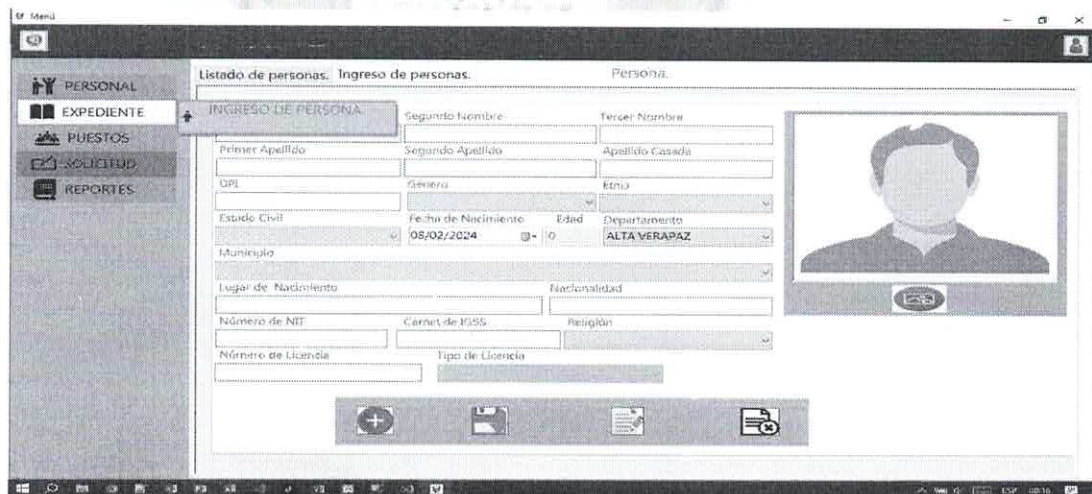 Menú
Listado de personas. Ingreso de personas. Persona.
PERSONAL
EXPEDIENTE
PUESTOS
SOLICITUD
REPORTES
INGRESO DE PERSONA
Segundo Nombre Tercer Nombre
Primer Apellido Segundo Apellido Apellido Casada
DPI Género Etnia
Estado Civil Fecha de Nacimiento Edad Departamento
08/02/2024 0 ALTA VERAPAZ
Municipio
Lugar de Nacimiento Nacionalidad
Número de NIT Carnet de IGSS Religión
Número de Licencia Tipo de Licencia
ESP